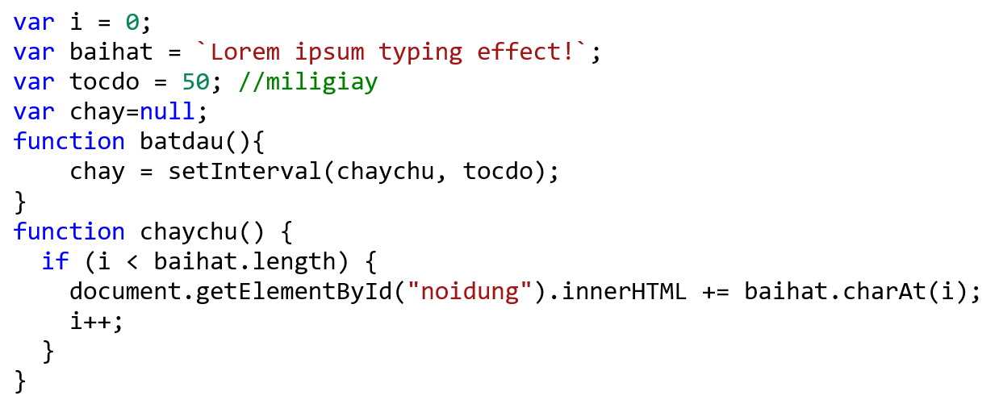 var i = 0;
var baihat = `Lorem ipsum typing effect!`;
var tocdo = 50; //miligiay
var chay=null;
function batdau(){
    chay = setInterval(chaychu, tocdo);
}
function chaychu() {
  if (i < baihat.length) {
    document.getElementById("noidung").innerHTML += baihat.charAt(i);
    i++;
  }
}